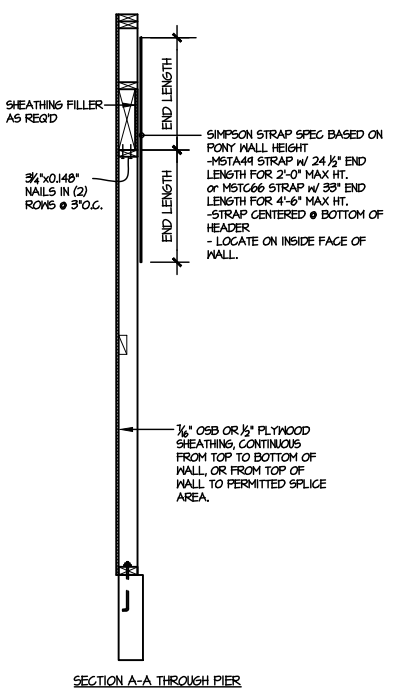 END LENGTH
SHEATHING FILLER
AS REQ'D
SIMPSON STRAP SPEC BASED ON
PONY WALL HEIGHT
-MSTA49 STRAP w/ 24 ½" END
LENGTH FOR 2'-0" MAX HT.
or MSTC66 STRAP w/ 33" END
LENGTH FOR 4'-6" MAX HT.
-STRAP CENTERED @ BOTTOM OF
HEADER
- LOCATE ON INSIDE FACE OF
WALL.
3¼"x0.148"
NAILS IN (2)
ROWS @ 3"O.C.
END LENGTH
7/16" OSB OR ½" PLYWOOD
SHEATHING, CONTINUOUS
FROM TOP TO BOTTOM OF
WALL, OR FROM TOP OF
WALL TO PERMITTED SPLICE
AREA.
SECTION A-A THROUGH PIER